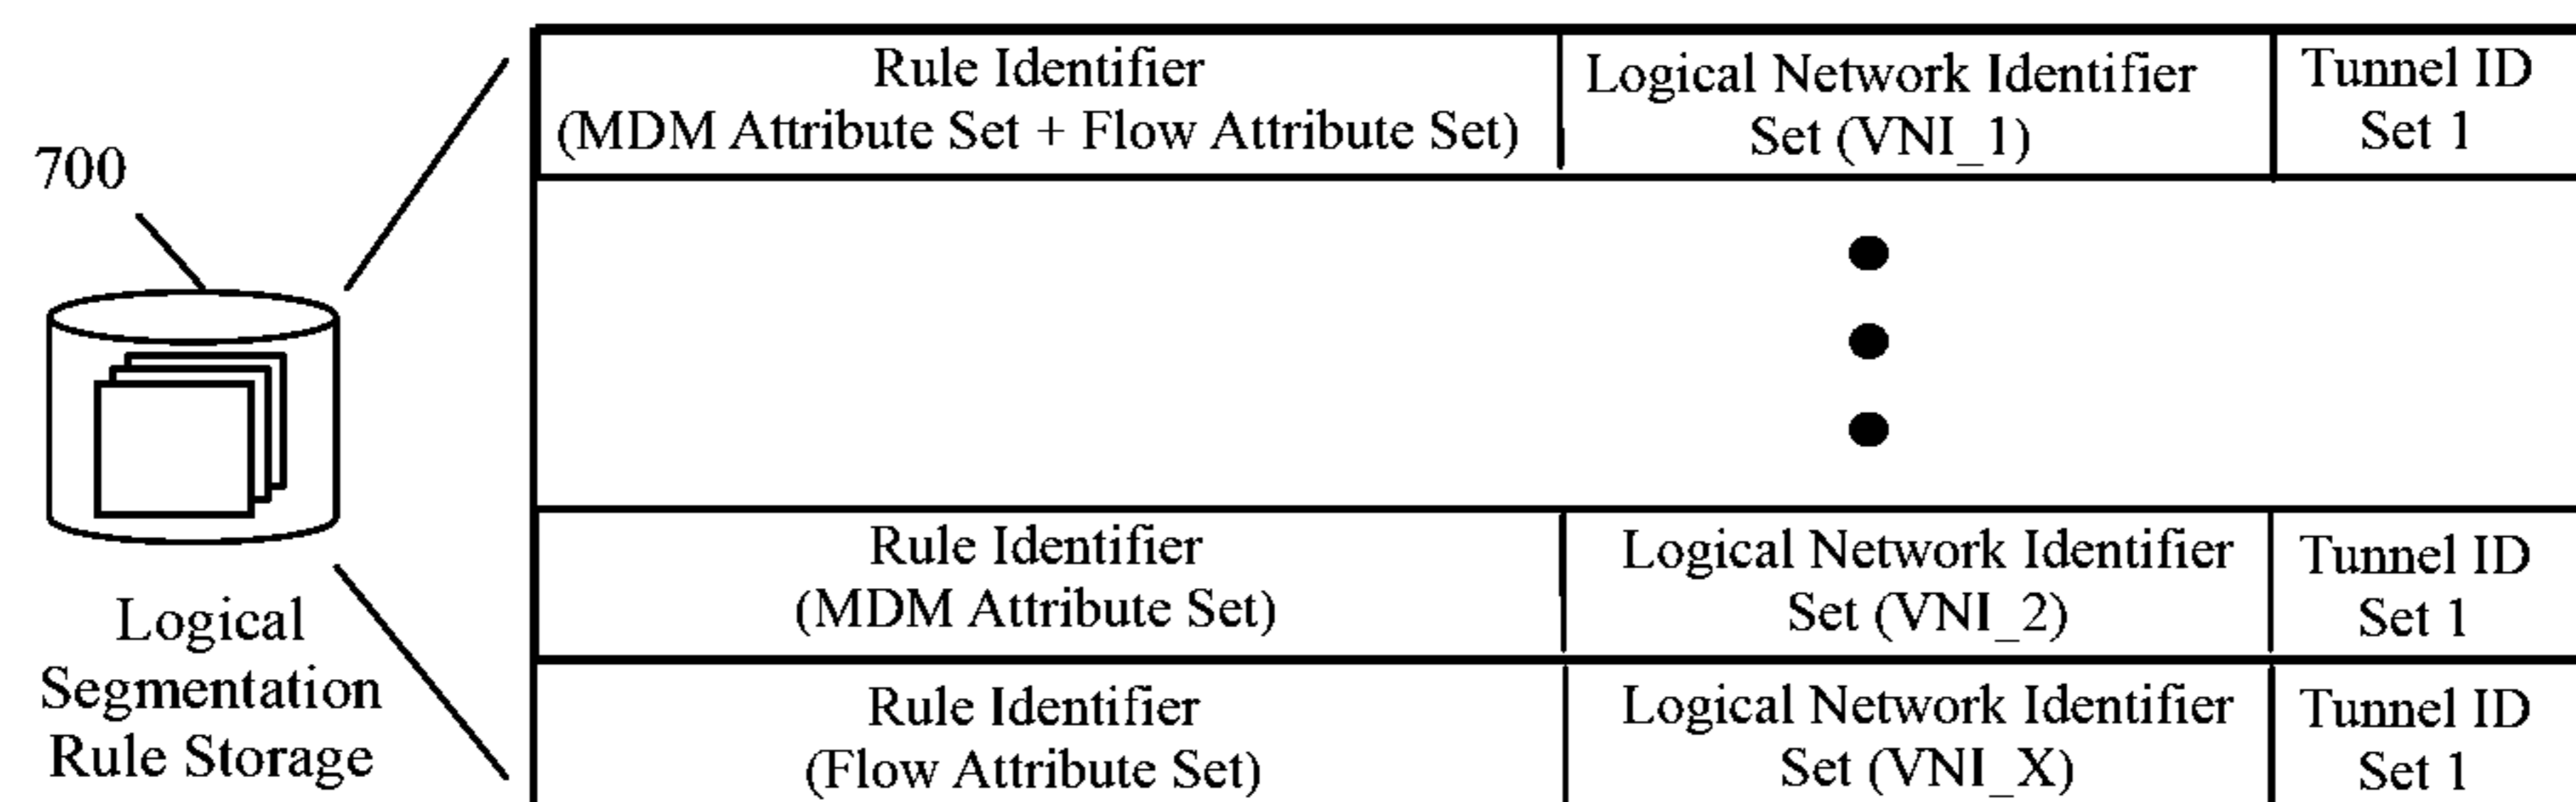 700
Logical
Segmentation
Rule Storage
Rule Identifier
(MDM Attribute Set + Flow Attribute Set)
Logical Network Identifier
Set (VNI_1)
Tunnel ID
Set 1
Rule Identifier
(MDM Attribute Set)
Logical Network Identifier
Set (VNI_2)
Tunnel ID
Set 1
Rule Identifier
(Flow Attribute Set)
Logical Network Identifier
Set (VNI_X)
Tunnel ID
Set 1